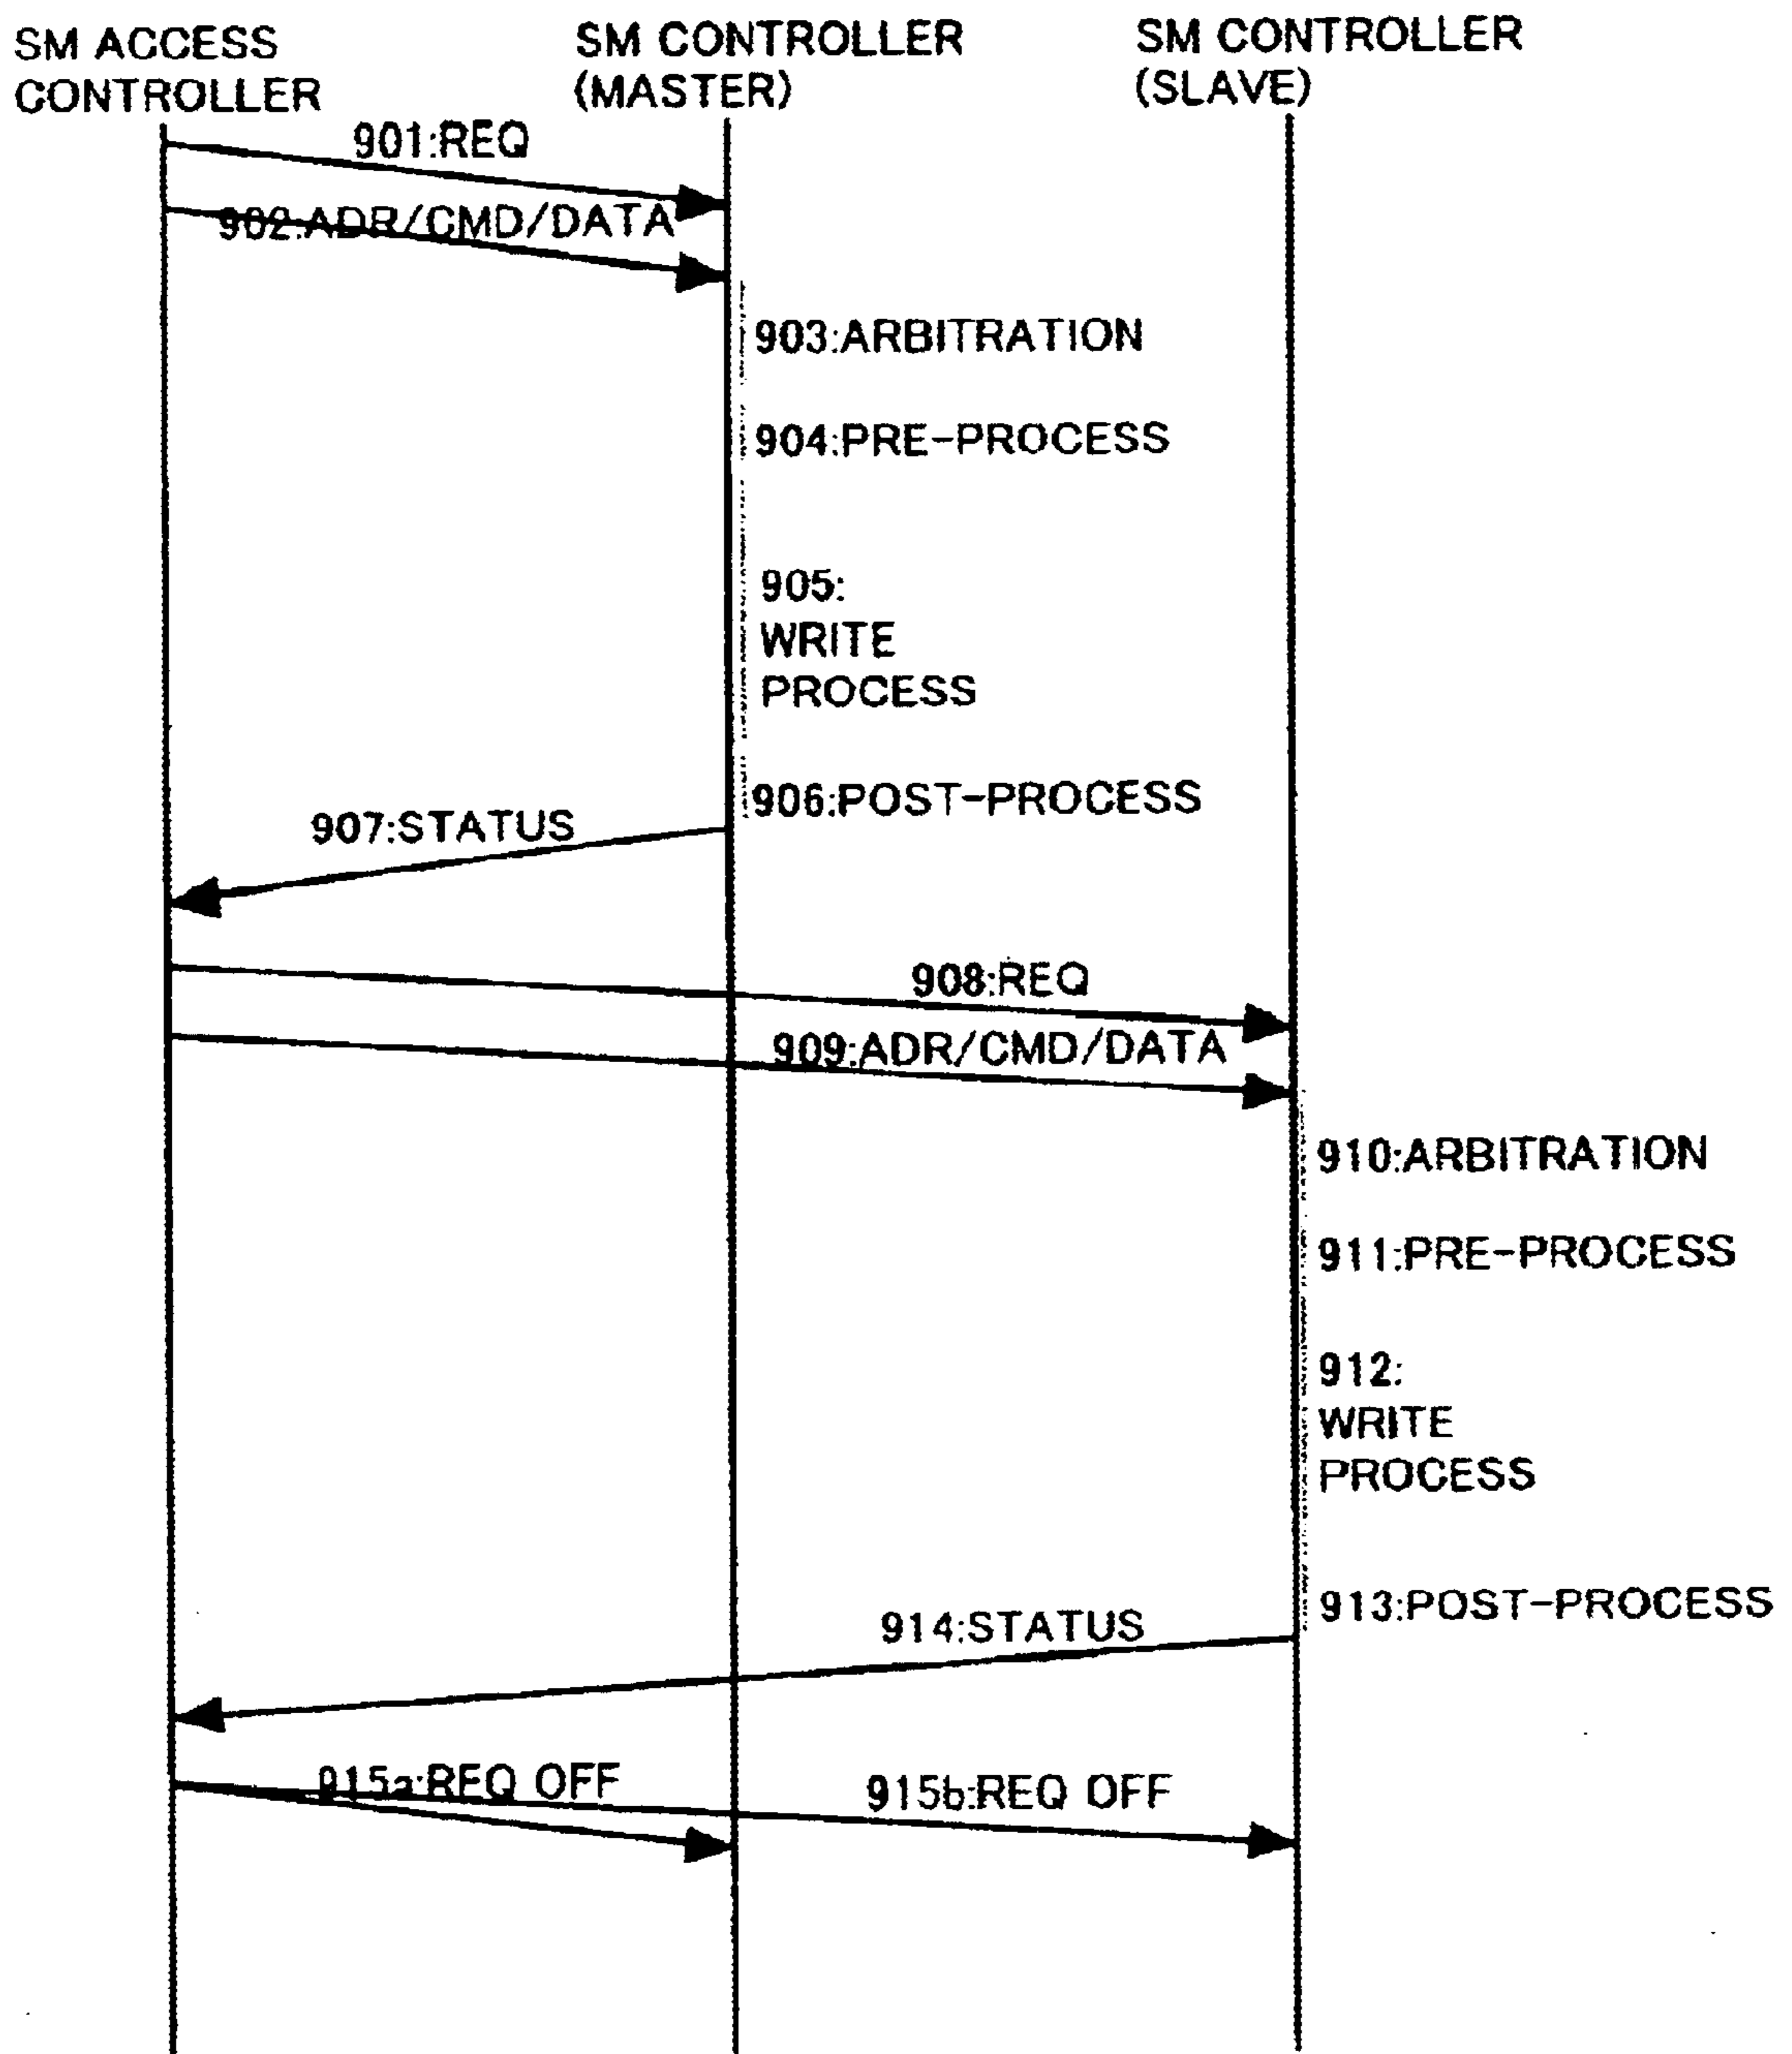 SM ACCESS
CONTROLLER
SM CONTROLLER
(MASTER)
SM CONTROLLER
(SLAVE)
901:REQ
902:ADR/CMD/DATA
903:ARBITRATION
904:PRE-PROCESS
905:
WRITE
PROCESS
906:POST-PROCESS
907:STATUS
908:REQ
909:ADR/CMD/DATA
910:ARBITRATION
911:PRE-PROCESS
912:
WRITE
PROCESS
913:POST-PROCESS
914:STATUS
915a:REQ OFF
915b:REQ OFF